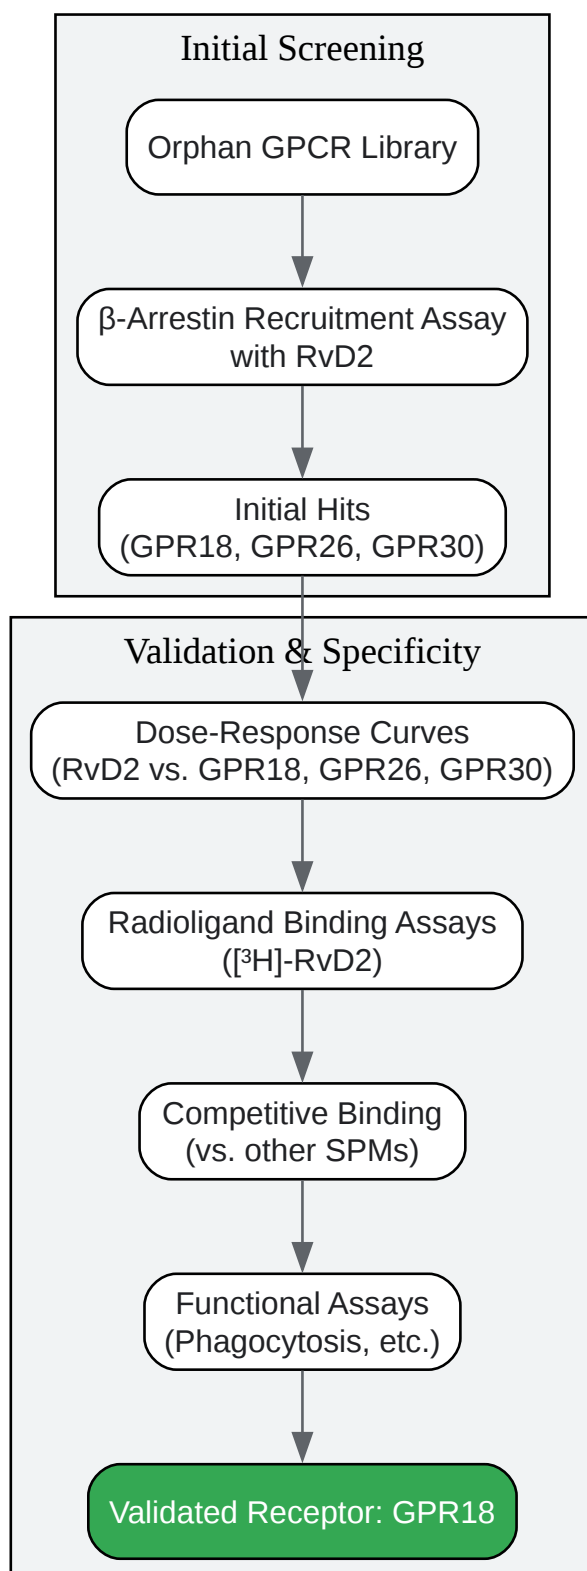 Initial Screening
Orphan GPCR Library
β-Arrestin Recruitment Assay
with RvD2
Initial Hits
(GPR18, GPR26, GPR30)
Validation & Specificity
Dose-Response Curves
(RvD2 vs. GPR18, GPR26, GPR30)
Radioligand Binding Assays
([³H]-RvD2)
Competitive Binding
(vs. other SPMs)
Functional Assays
(Phagocytosis, etc.)
Validated Receptor: GPR18